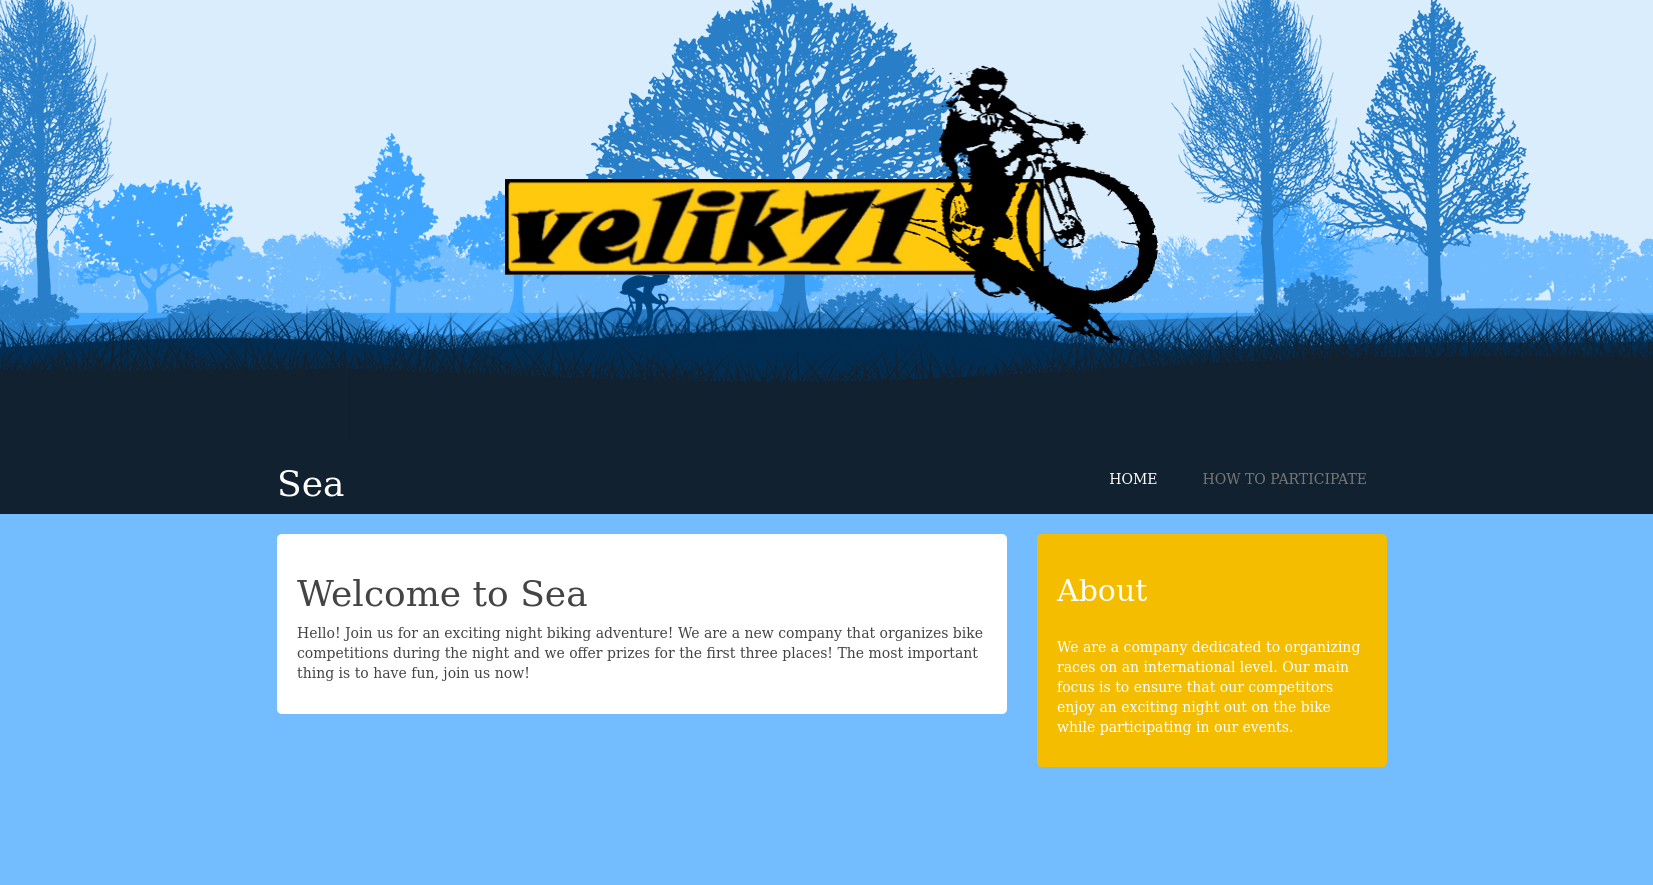 velik71
Sea
HOME
HOW TO PARTICIPATE
Welcome to Sea
Hello! Join us for an exciting night biking adventure! We are a new company that organizes bike
competitions during the night and we offer prizes for the first three places! The most important
thing is to have fun, join us now!
About
We are a company dedicated to organizing
races on an international level. Our main
focus is to ensure that our competitors
enjoy an exciting night out on the bike
while participating in our events.